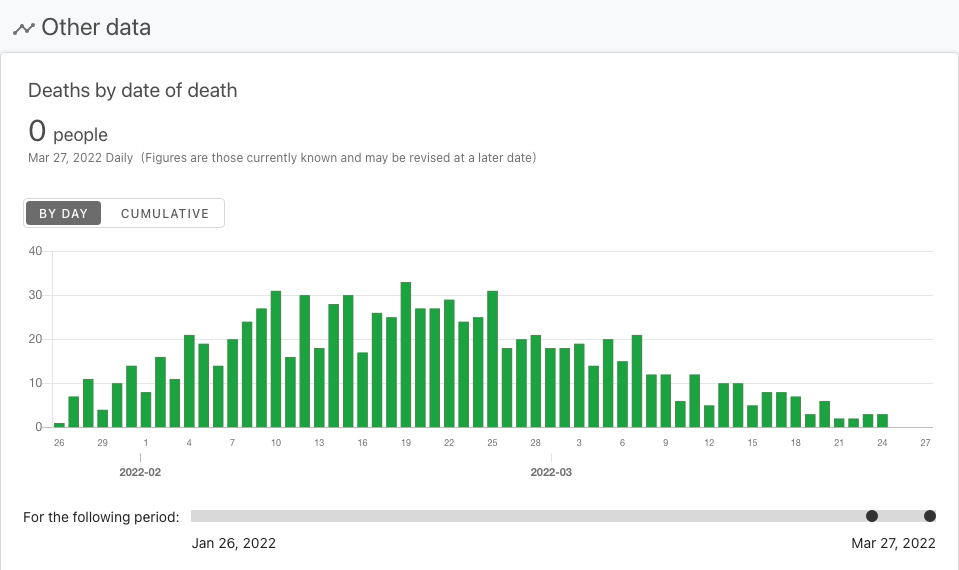 Other data
Deaths by date of death
0 people
Mar 27, 2022 Daily (Figures are those currently known and may be revised at a later date)
BY DAY CUMULATIVE
40
30
20
10
0
26 29 1 4 7 10 13 16 19 22 25 28 3 6 9 12 15 18 21 24 27
2022-02 2022-03
For the following period:
Jan 26, 2022 Mar 27, 2022